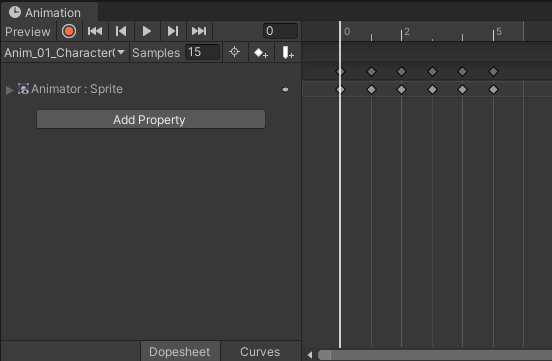 Animation
Preview 0 0 2 5
Anim_01_Character( Samples 15
Animator : Sprite
Add Property
Dopesheet Curves